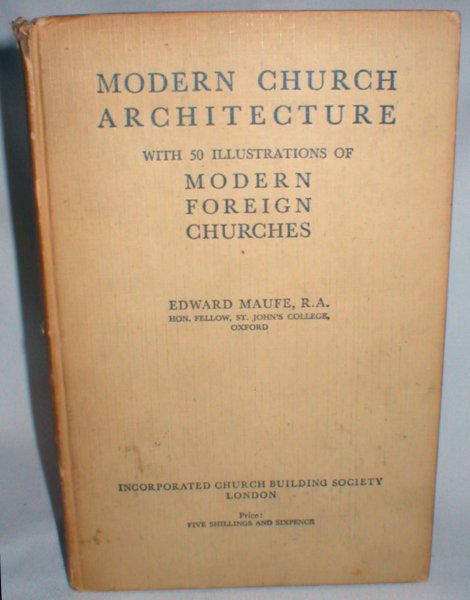 MODERN CHURCH
ARCHITECTURE
WITH 50 ILLUSTRATIONS OF
MODERN
FOREIGN
CHURCHES
EDWARD MAUFE, R.A.
HON. FELLOW, ST. JOHN'S COLLEGE,
OXFORD
INCORPORATED CHURCH BUILDING SOCIETY
LONDON
Price:
FIVE SHILLINGS AND SIXPENCE